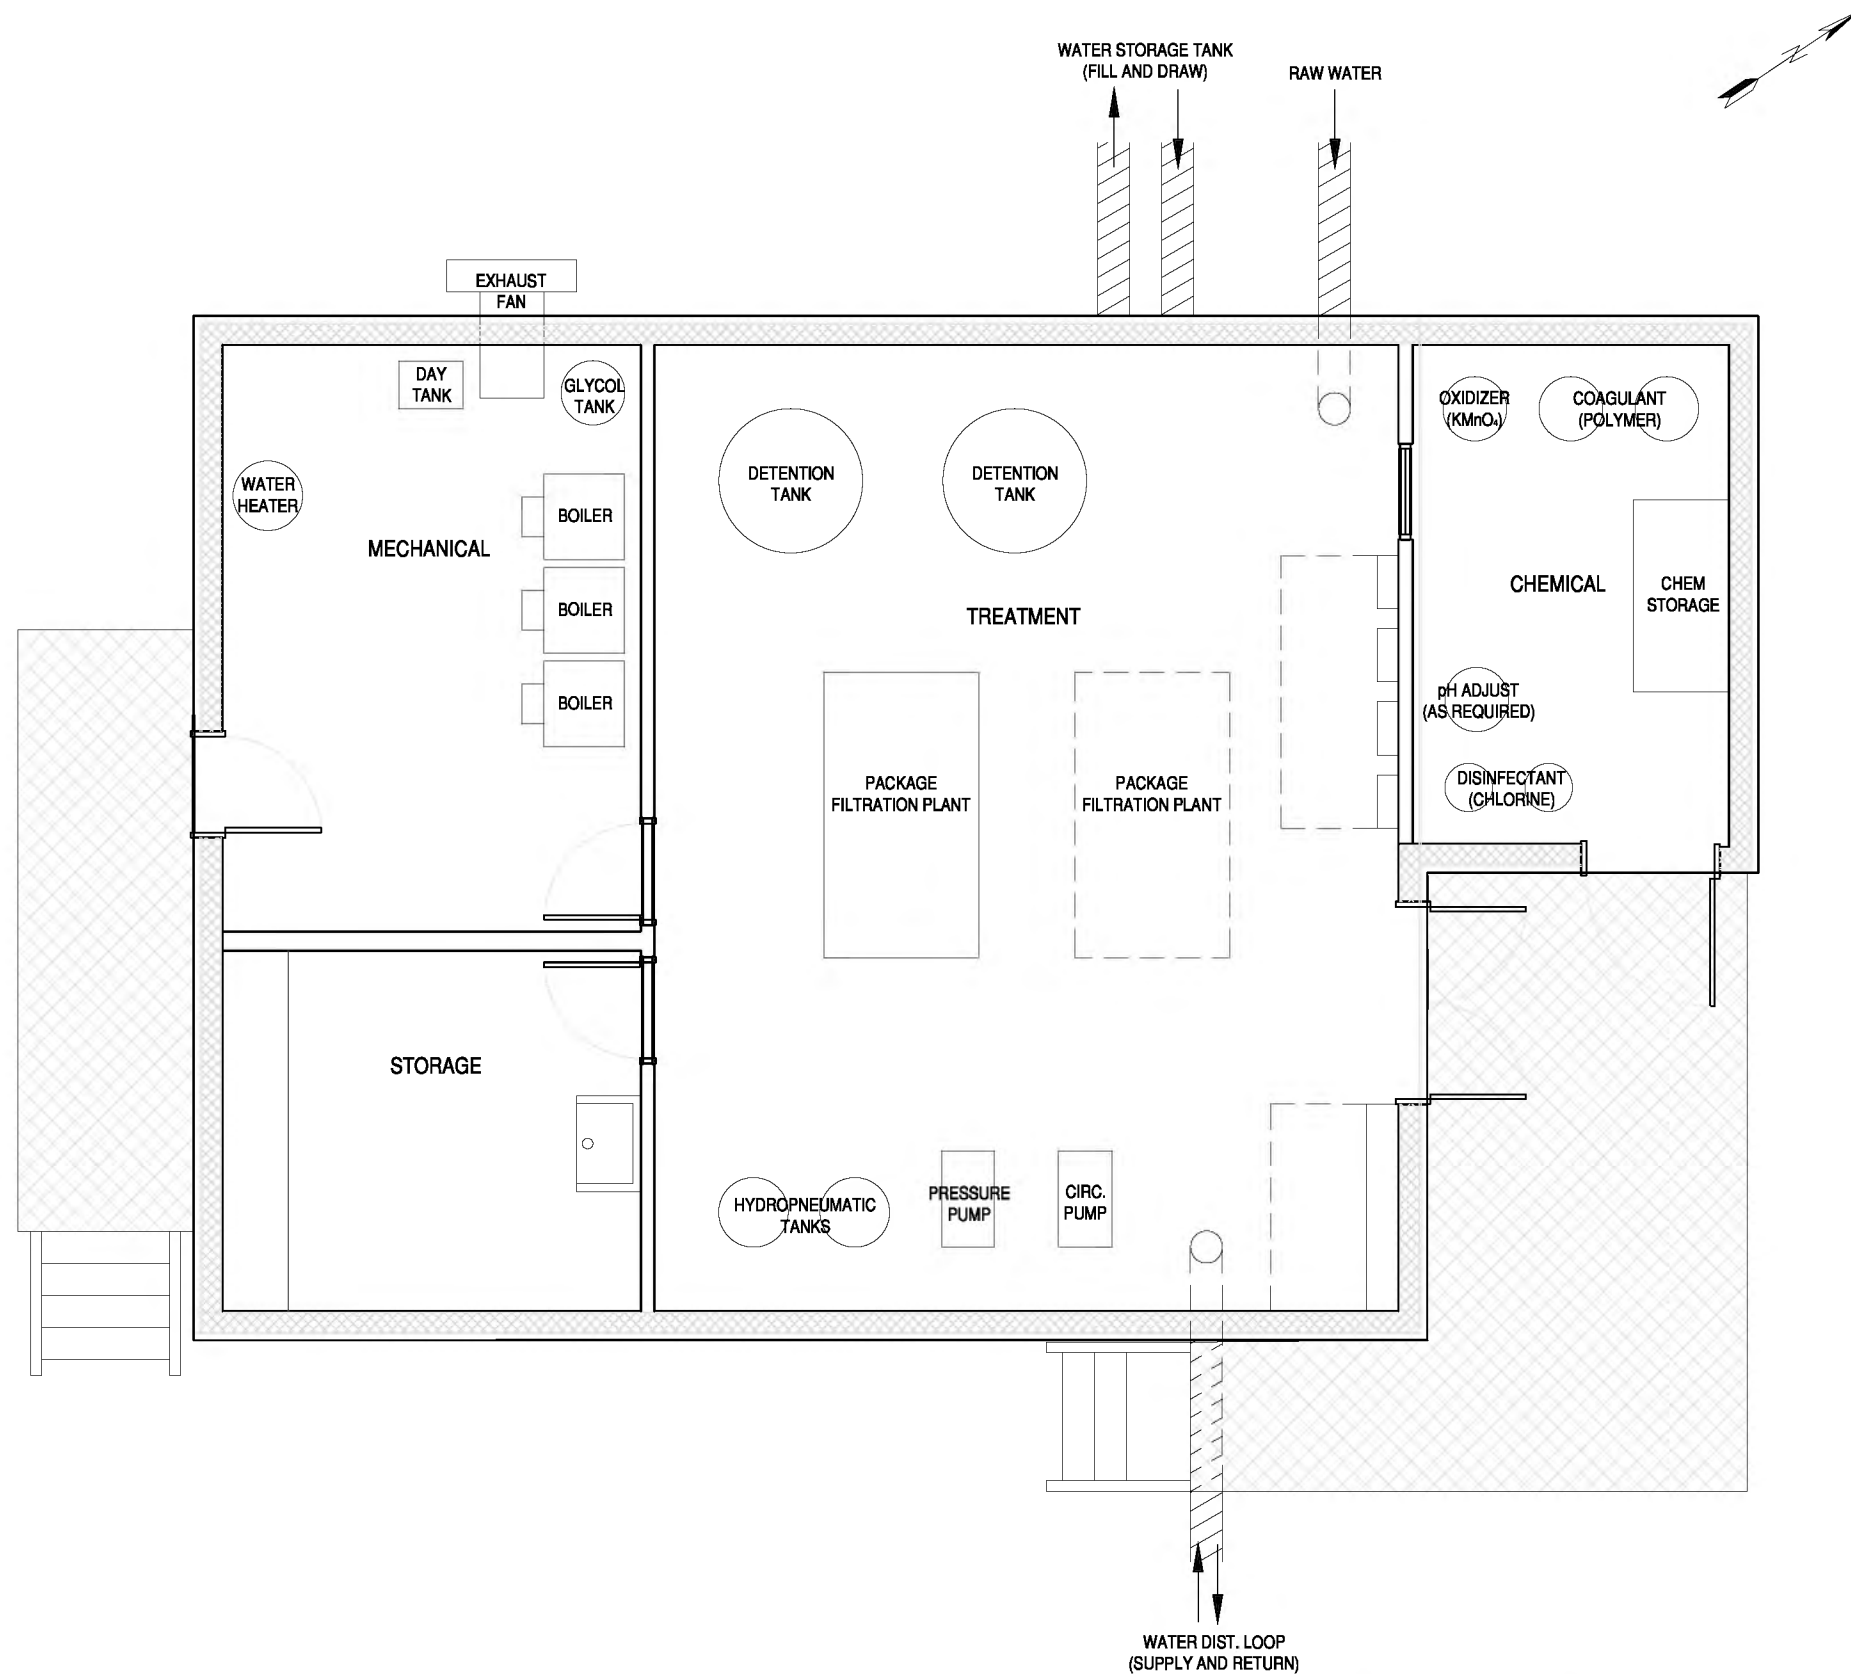 N
WATER STORAGE TANK
(FILL AND DRAW)
RAW WATER
EXHAUST
FAN
DAY
TANK
GLYCOL
TANK
OXIDIZER
(KMnO₄)
COAGULANT
(POLYMER)
WATER
HEATER
DETENTION
TANK
DETENTION
TANK
BOILER
MECHANICAL
BOILER
BOILER
TREATMENT
CHEMICAL
CHEM
STORAGE
pH ADJUST
(AS REQUIRED)
PACKAGE
FILTRATION PLANT
PACKAGE
FILTRATION PLANT
DISINFECTANT
(CHLORINE)
STORAGE
HYDROPNEUMATIC
TANKS
PRESSURE
PUMP
CIRC.
PUMP
WATER DIST. LOOP
(SUPPLY AND RETURN)